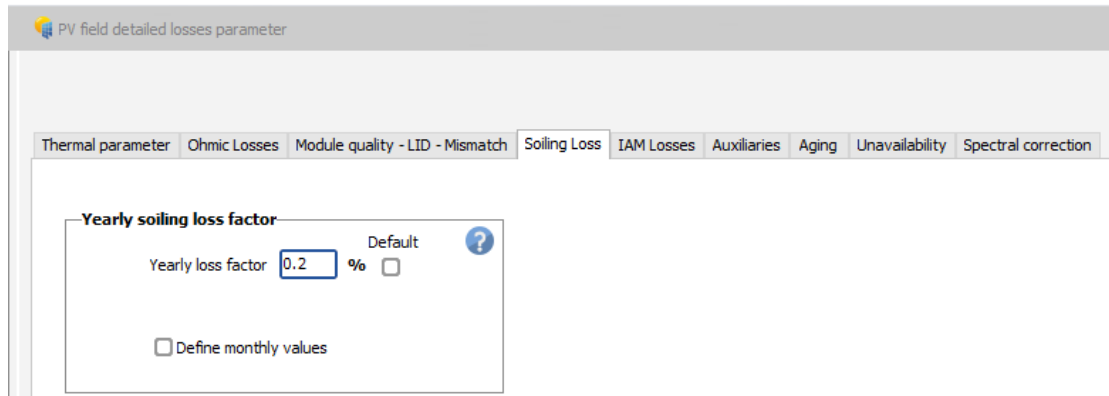 PV field detailed losses parameter
Thermal parameter Ohmic Losses Module quality - LID - Mismatch Soiling Loss IAM Losses Auxiliaries Aging Unavailability Spectral correction
Yearly soiling loss factor
Default
?
Yearly loss factor 0.2 %
Define monthly values